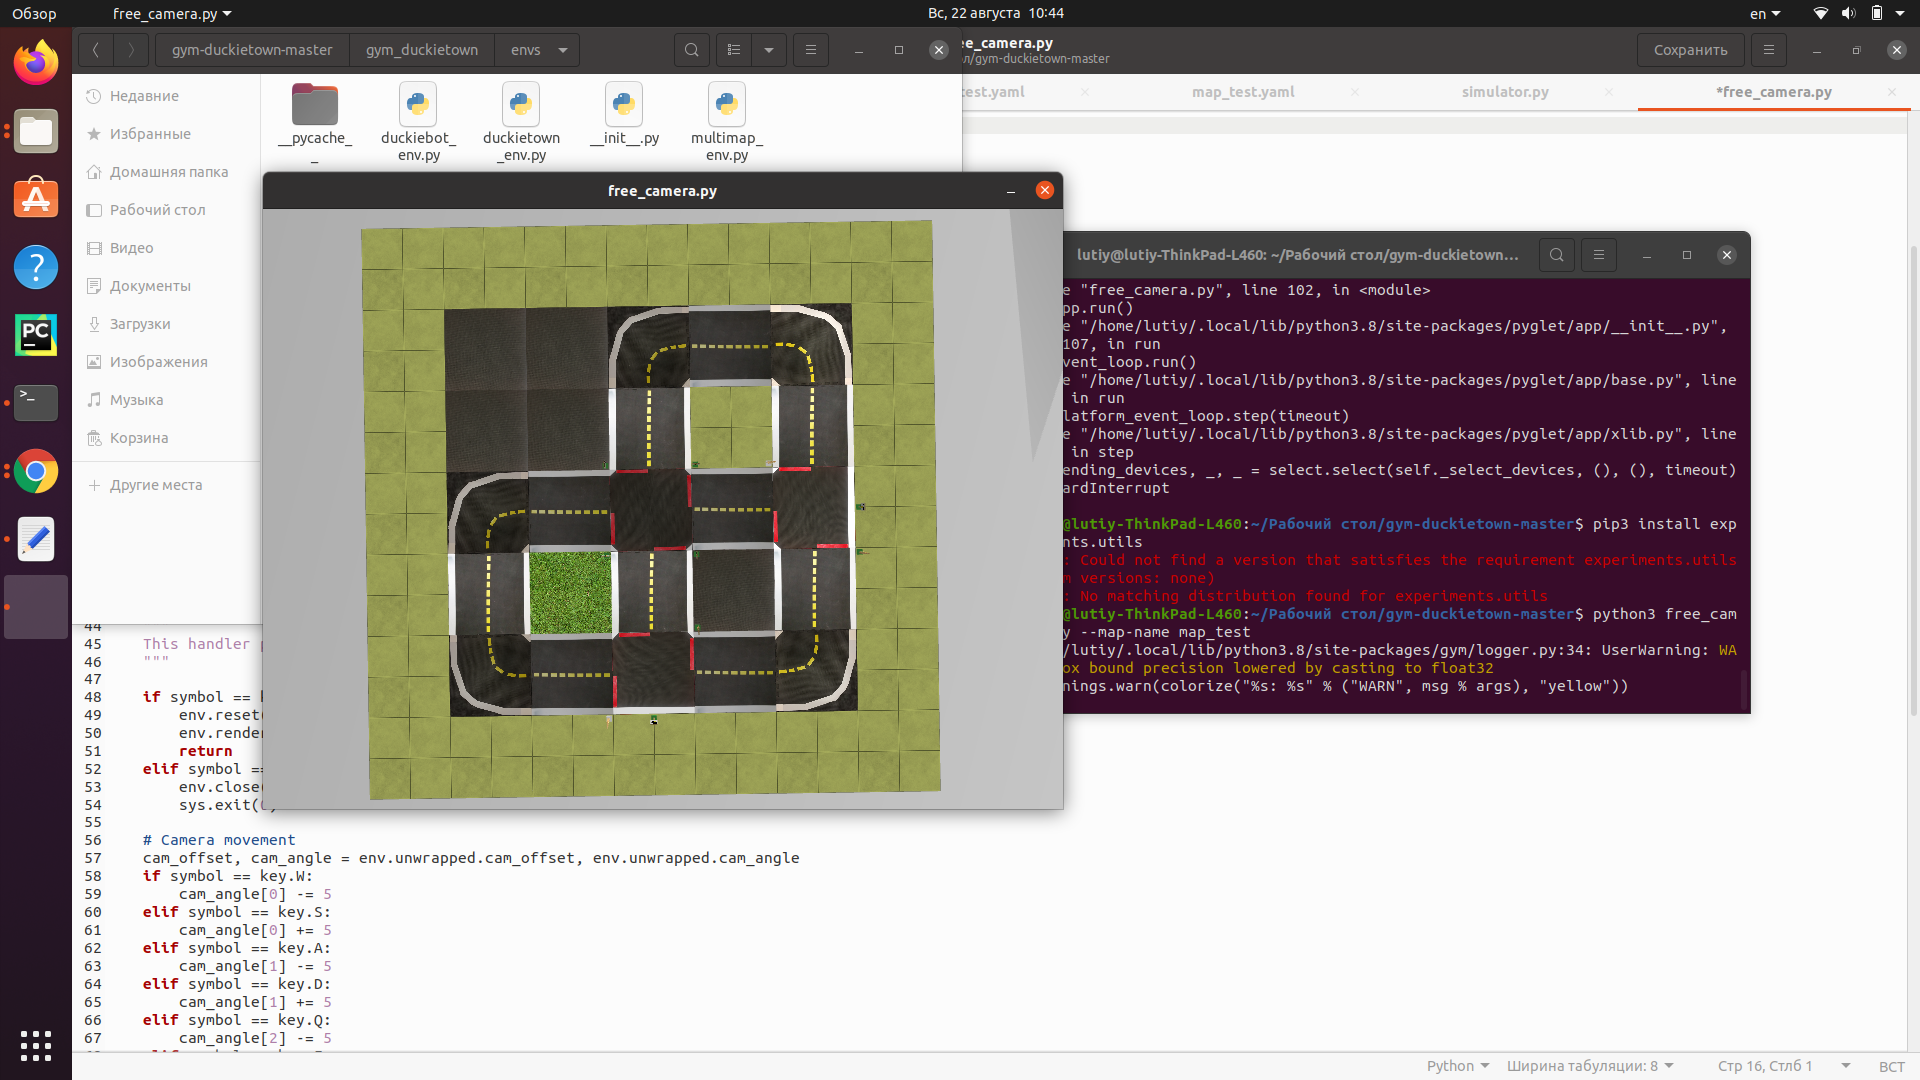 Обзор
free_camera.py
Вс, 22 августа 10:44
en
gym-duckietown-master
gym_duckietown
envs
ee_camera.py
ол/gym-duckietown-master
Сохранить
Недавние
Избранные
Домашняя папка
Рабочий стол
Видео
Документы
Загрузки
Изображения
Музыка
Корзина
Другие места
__pycache_
_
duckiebot_
env.py
duckietown
_env.py
__init__.py
multimap_
env.py
test.yaml
map_test.yaml
simulator.py
*free_camera.py
free_camera.py
lutiy@lutiy-ThinkPad-L460: ~/Рабочий стол/gym-duckietown...
e "free_camera.py", line 102, in <module>
pp.run()
e "/home/lutiy/.local/lib/python3.8/site-packages/pyglet/app/__init__.py",
107, in run
vent_loop.run()
e "/home/lutiy/.local/lib/python3.8/site-packages/pyglet/app/base.py", line
in run
latform_event_loop.step(timeout)
e "/home/lutiy/.local/lib/python3.8/site-packages/pyglet/app/xlib.py", line
in step
ending_devices, _, _ = select.select(self._select_devices, (), (), timeout)
ardInterrupt
@lutiy-ThinkPad-L460:~/Рабочий стол/gym-duckietown-master$ pip3 install exp
nts.utils
: Could not find a version that satisfies the requirement experiments.utils
m versions: none)
: No matching distribution found for experiments.utils
@lutiy-ThinkPad-L460:~/Рабочий стол/gym-duckietown-master$ python3 free_cam
y --map-name map_test
/lutiy/.local/lib/python3.8/site-packages/gym/logger.py:34: UserWarning: WA
ox bound precision lowered by casting to float32
nings.warn(colorize("%s: %s" % ("WARN", msg % args), "yellow"))
44
45 This handler p
46 """
47
48 if symbol == k
49 env.reset(
50 env.render
51 return
52 elif symbol ==
53 env.close(
54 sys.exit(
55
56 # Camera movement
57 cam_offset, cam_angle = env.unwrapped.cam_offset, env.unwrapped.cam_angle
58 if symbol == key.W:
59 cam_angle[0] -= 5
60 elif symbol == key.S:
61 cam_angle[0] += 5
62 elif symbol == key.A:
63 cam_angle[1] -= 5
64 elif symbol == key.D:
65 cam_angle[1] += 5
66 elif symbol == key.Q:
67 cam_angle[2] -= 5
Python
Ширина табуляции: 8
Стр 16, Стлб 1
ВСТ